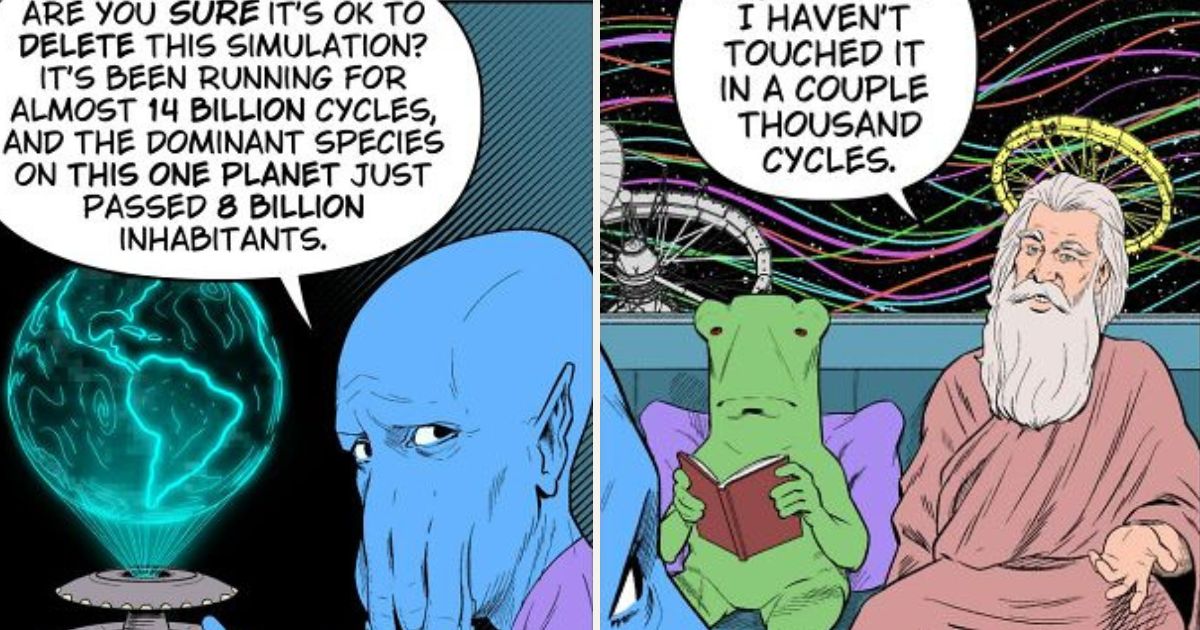 ARE YOU SURE IT'S OK TO
DELETE THIS SIMULATION?
IT'S BEEN RUNNING FOR
ALMOST 14 BILLION CYCLES,
AND THE DOMINANT SPECIES
ON THIS ONE PLANET JUST
PASSED 8 BILLION
INHABITANTS.
I HAVEN'T
TOUCHED IT
IN A COUPLE
THOUSAND
CYCLES.